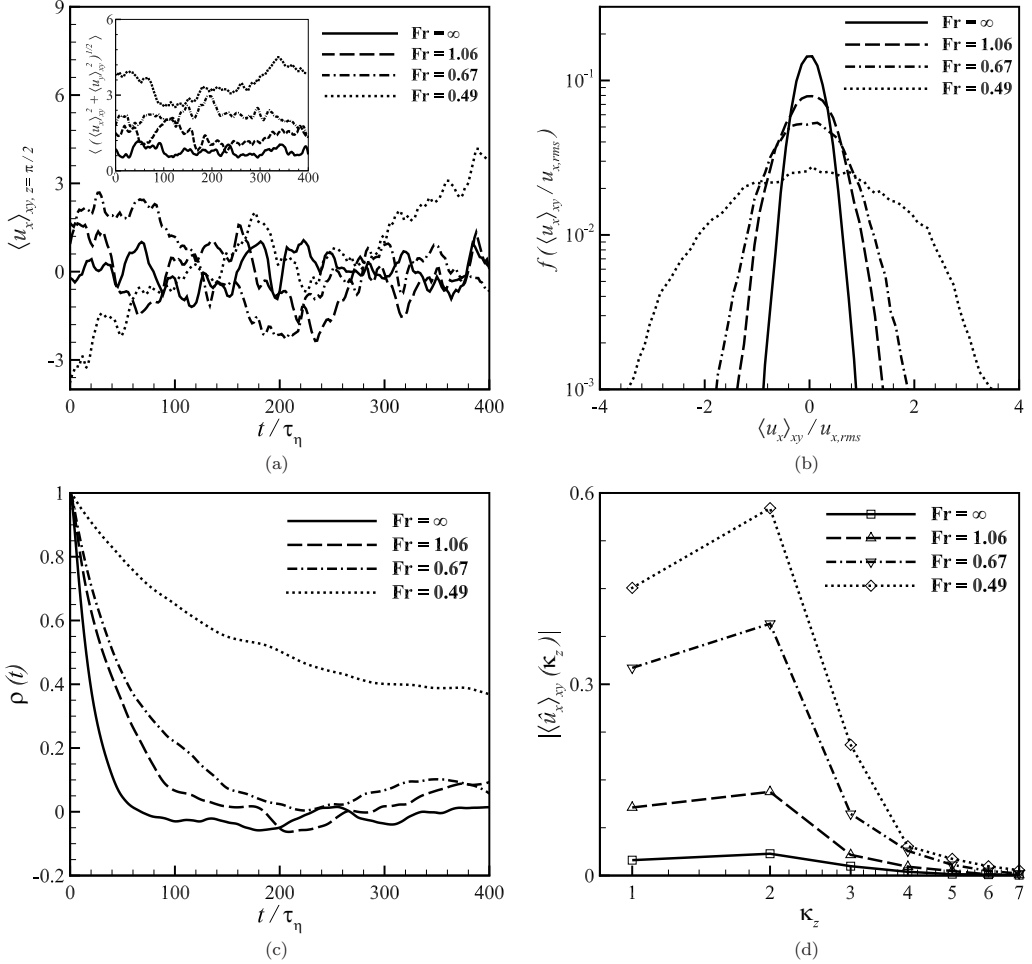 9
6
3
0
-3
⟨u_x⟩_{xy, z=π/2}
0 100 200 300 400
t / τ_η
Fr = ∞
Fr = 1.06
Fr = 0.67
Fr = 0.49
6
3
0
0 100 200 300 400
⟨ (⟨u_x⟩²_{xy} + ⟨u_y⟩²_{xy})^{1/2} ⟩
(a)
10^{-1}
10^{-2}
10^{-3}
f ( ⟨u_x⟩_{xy} / u_{x,rms} )
-4 -2 0 2 4
⟨u_x⟩_{xy} / u_{x,rms}
Fr = ∞
Fr = 1.06
Fr = 0.67
Fr = 0.49
(b)
1
0.8
0.6
0.4
0.2
0
-0.2
ρ (t)
0 100 200 300 400
t / τ_η
Fr = ∞
Fr = 1.06
Fr = 0.67
Fr = 0.49
(c)
0.6
0.3
0
|⟨û_x⟩_{xy} (κ_z)|
1 2 3 4 5 6 7
κ_z
Fr = ∞
Fr = 1.06
Fr = 0.67
Fr = 0.49
(d)